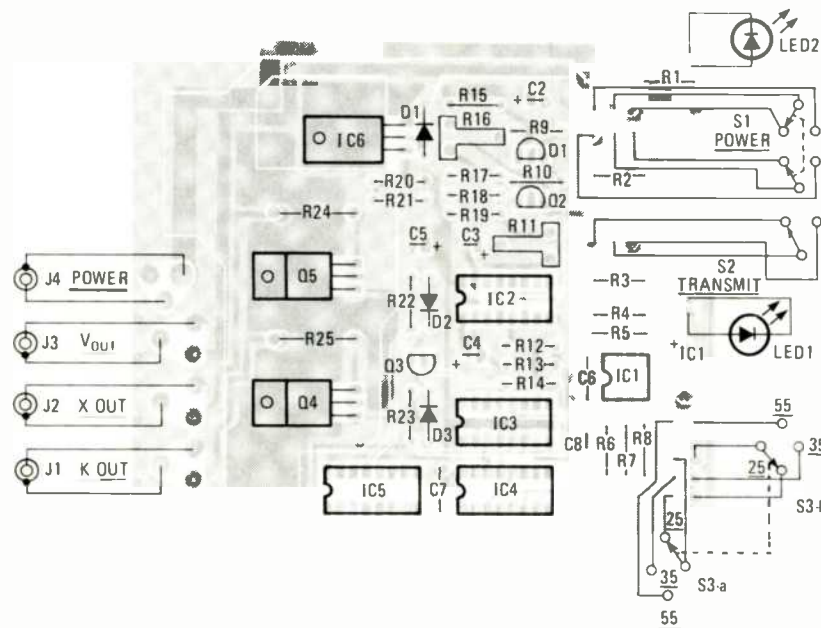 LED2
R1
C2
R15
+
D1
R16
R9
S1
POWER
IC6
D1
R20
R17
R10
R2
R21
R18
Q2
R24
R19
R11
C5
C3
+
+
S2
TRANSMIT
J4 POWER
Q5
R3
R22
IC2
R4
D2
R5
J3 VOUT
R25
C4
+
R12
+ IC1
LED1
Q3
R13
C6
IC1
R14
J2 X OUT
Q4
R23
D3
IC3
55
C8
R6
R7
R8
35
25
J1 K OUT
IC5
C7
IC4
S3-
25
35
S3-a
55